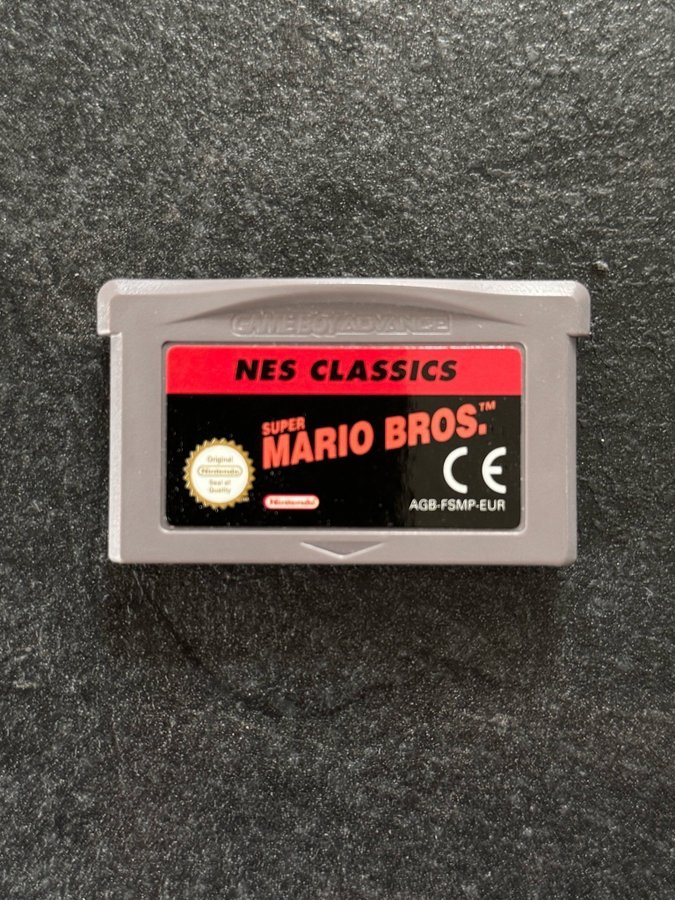 GAME BOY ADVANCE
NES CLASSICS
SUPER
MARIO BROS.™
Original
Nintendo
Seal of
Quality
Nintendo
CE
AGB-FSMP-EUR